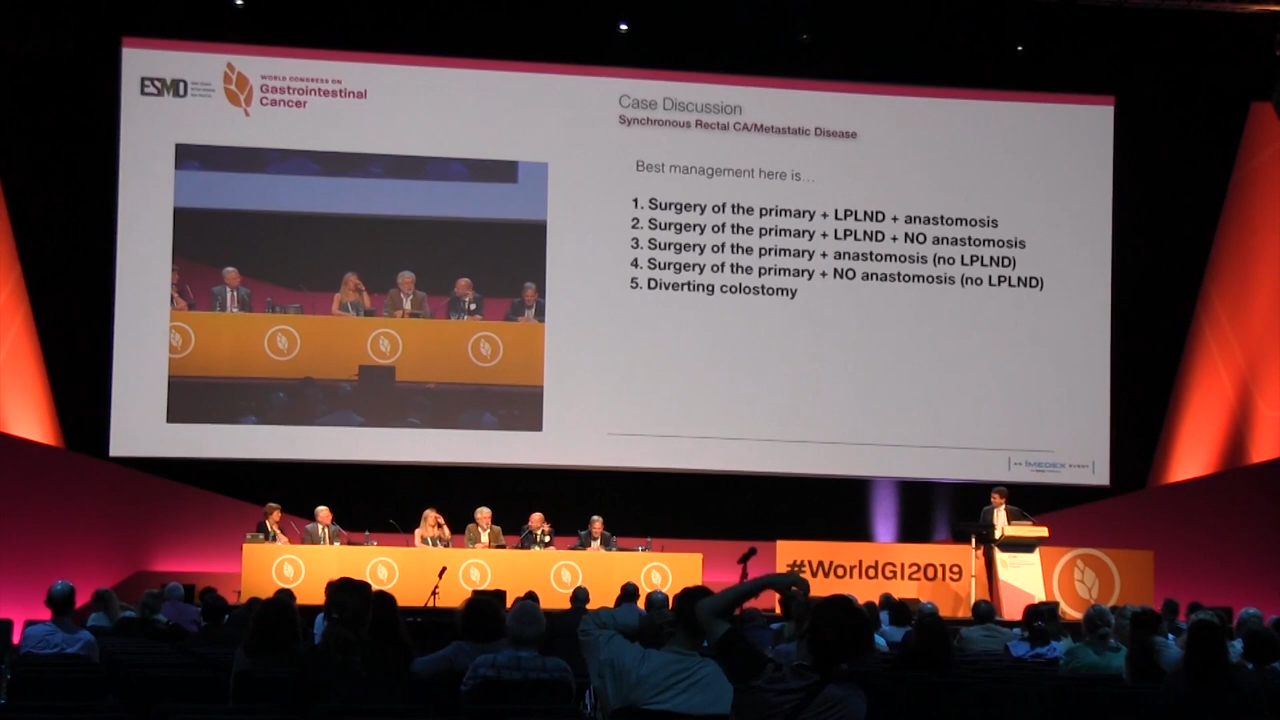 ESMO
WORLD CONGRESS ON
Gastrointestinal
Cancer
Case Discussion
Synchronous Rectal CA/Metastatic Disease
Best management here is...
1. Surgery of the primary + LPLND + anastomosis
2. Surgery of the primary + LPLND + NO anastomosis
3. Surgery of the primary + anastomosis (no LPLND)
4. Surgery of the primary + NO anastomosis (no LPLND)
5. Diverting colostomy
AN IMEDEX EVENT
#WorldGI2019